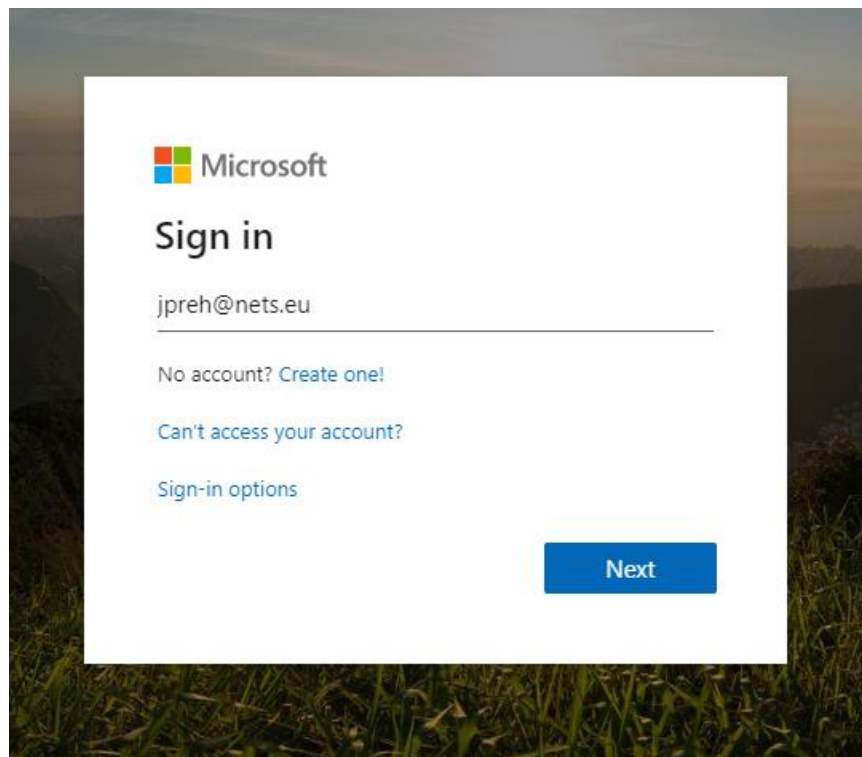 Microsoft
Sign in
jpreh@nets.eu
No account? Create one!
Can't access your account?
Sign-in options
Next